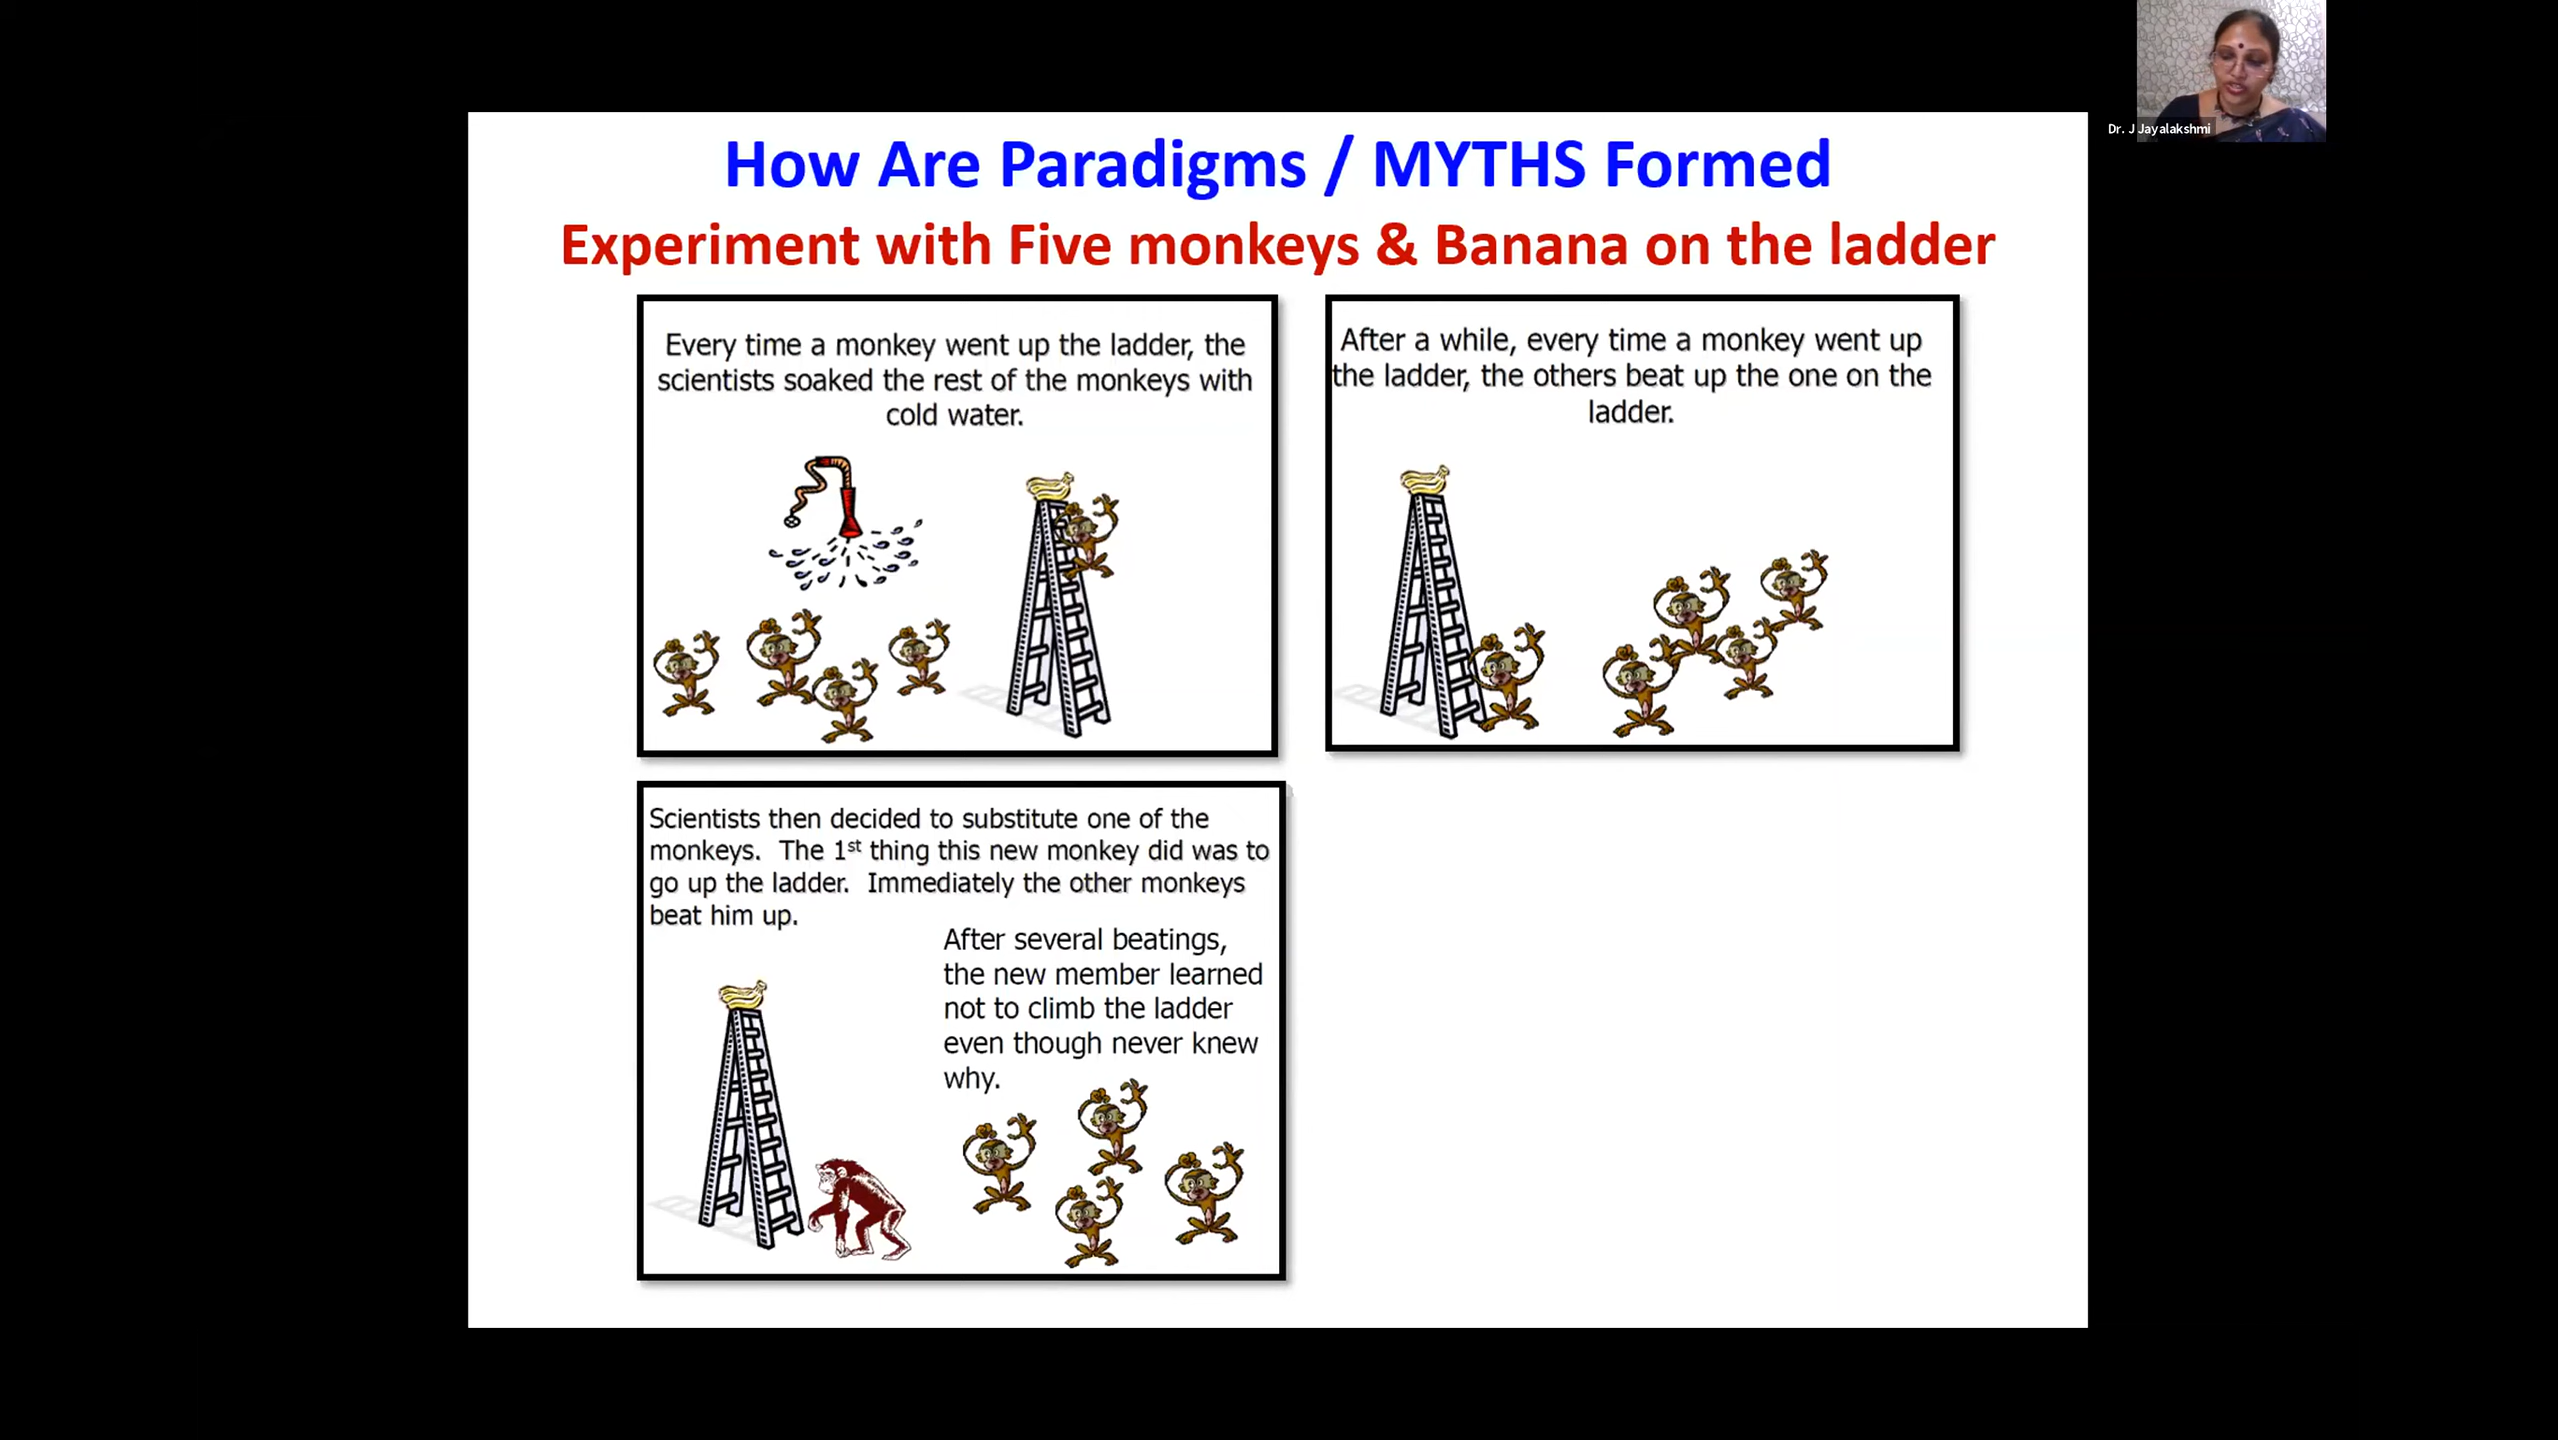 How Are Paradigms / MYTHS Formed
Experiment with Five monkeys & Banana on the ladder
Every time a monkey went up the ladder, the
scientists soaked the rest of the monkeys with
cold water.
After a while, every time a monkey went up
the ladder, the others beat up the one on the
ladder.
Scientists then decided to substitute one of the
monkeys. The 1st thing this new monkey did was to
go up the ladder. Immediately the other monkeys
beat him up.
After several beatings,
the new member learned
not to climb the ladder
even though never knew
why.
Dr. J Jayalakshmi